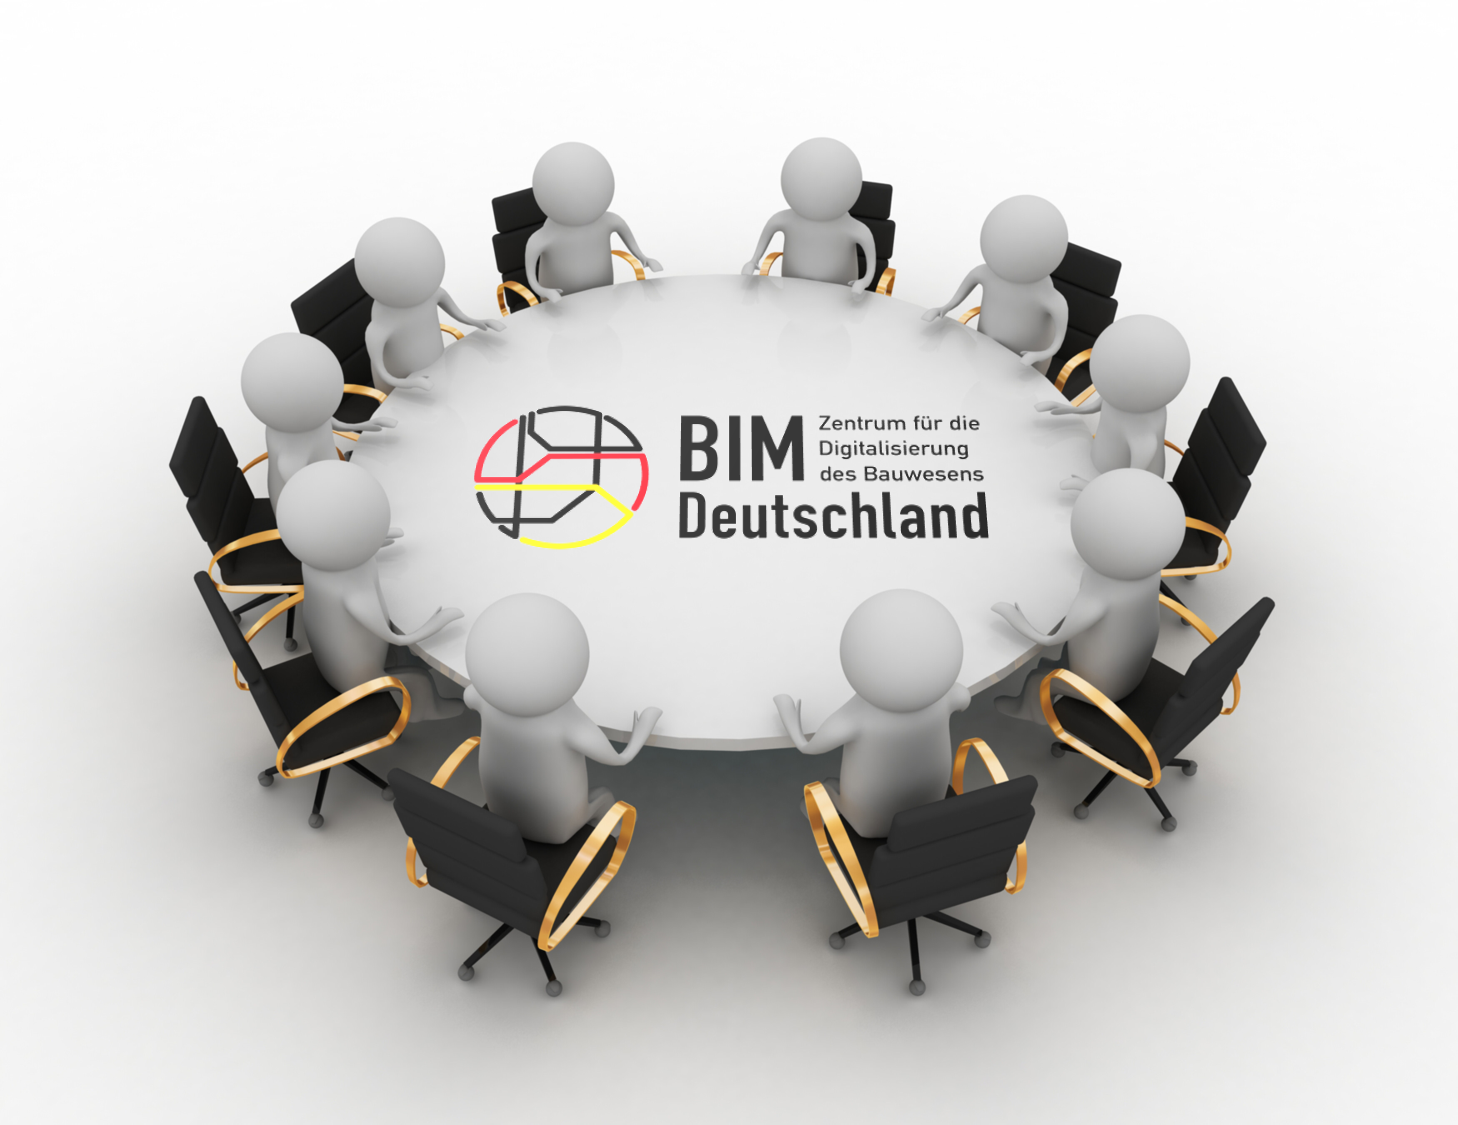 BIM
Zentrum für die
Digitalisierung
des Bauwesens
Deutschland